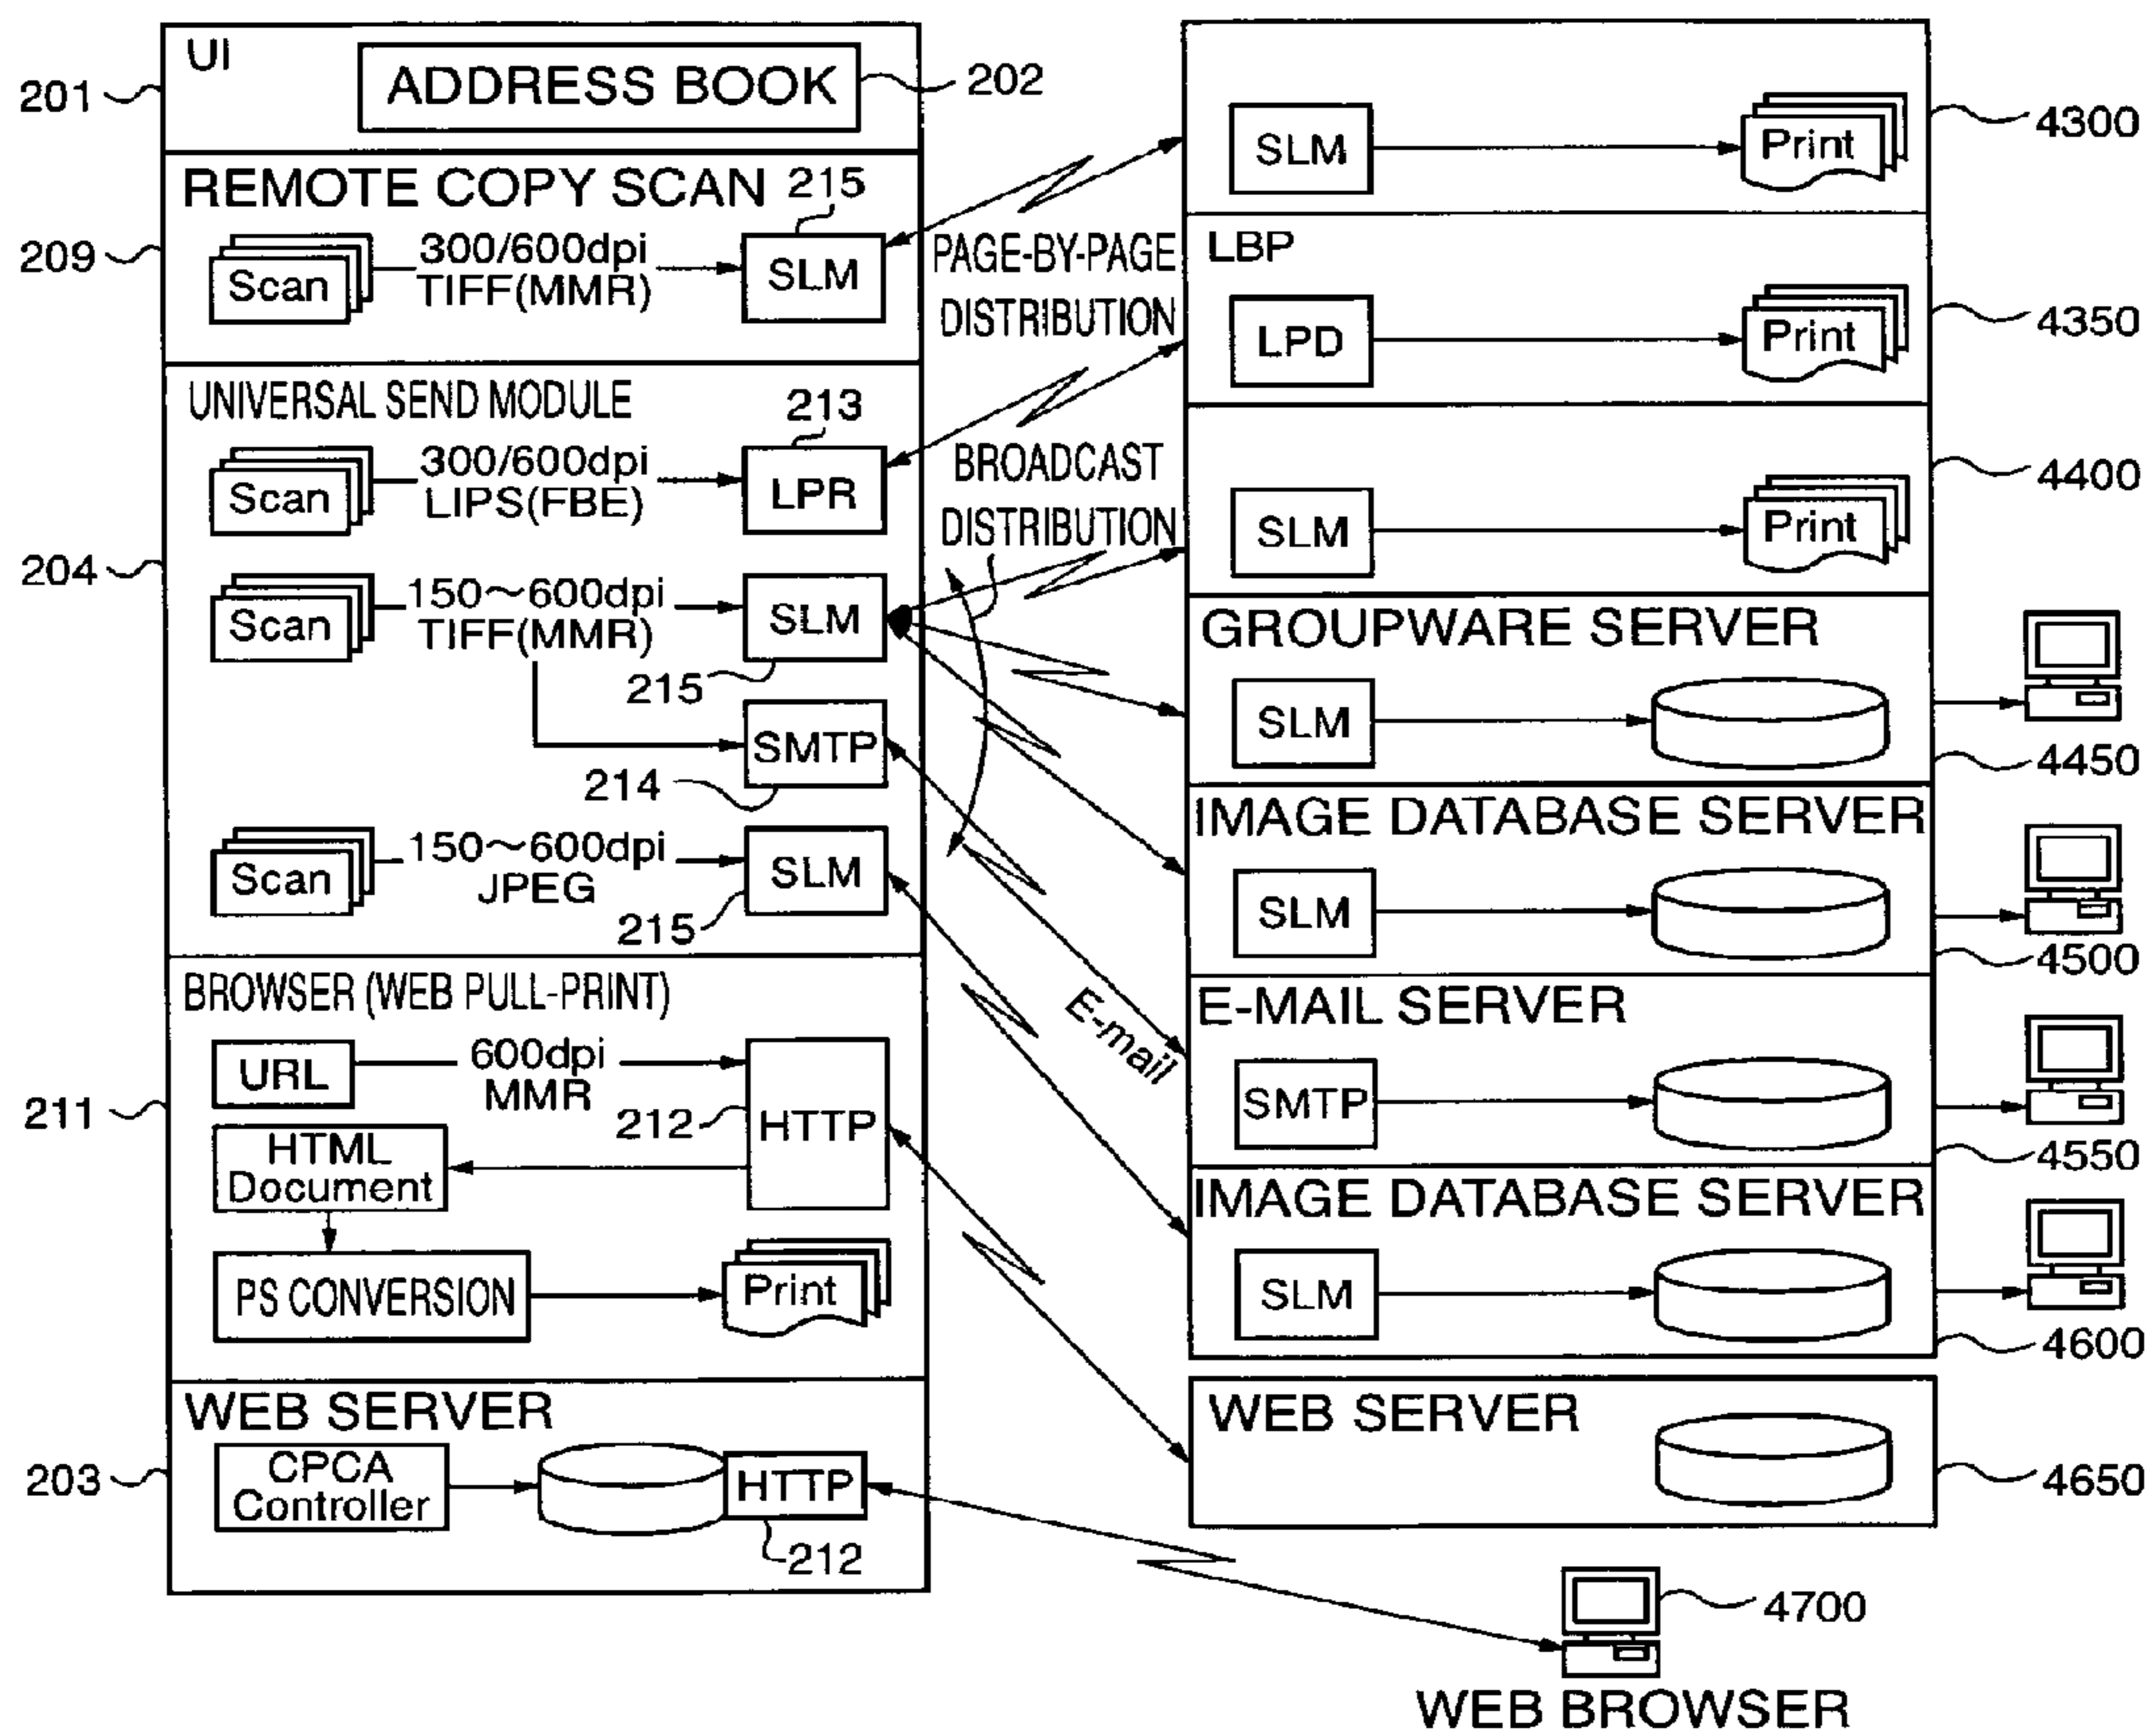 UI
ADDRESS BOOK
201
202
REMOTE COPY SCAN
215
209
Scan
300/600dpi
TIFF(MMR)
SLM
UNIVERSAL SEND MODULE
213
Scan
300/600dpi
LIPS(FBE)
LPR
204
Scan
150~600dpi
TIFF(MMR)
SLM
215
SMTP
214
Scan
150~600dpi
JPEG
SLM
215
BROWSER (WEB PULL-PRINT)
URL
600dpi
MMR
211
212
HTTP
HTML
Document
PS CONVERSION
Print
WEB SERVER
203
CPCA
Controller
HTTP
212
PAGE-BY-PAGE
DISTRIBUTION
BROADCAST
DISTRIBUTION
E-mail
SLM
Print
4300
LBP
LPD
Print
4350
SLM
Print
4400
GROUPWARE SERVER
SLM
4450
IMAGE DATABASE SERVER
SLM
4500
E-MAIL SERVER
SMTP
4550
IMAGE DATABASE SERVER
SLM
4600
WEB SERVER
4650
4700
WEB BROWSER